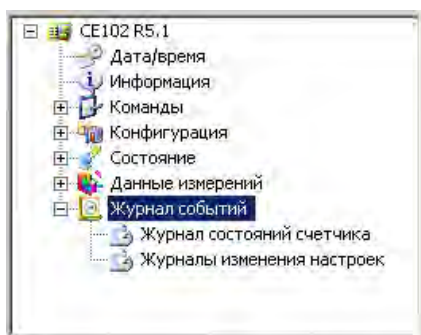 CE102 R5.1
Дата/время
Информация
Команды
Конфигурация
Состояние
Данные измерений
Журнал событий
Журнал состояний счетчика
Журналы изменения настроек